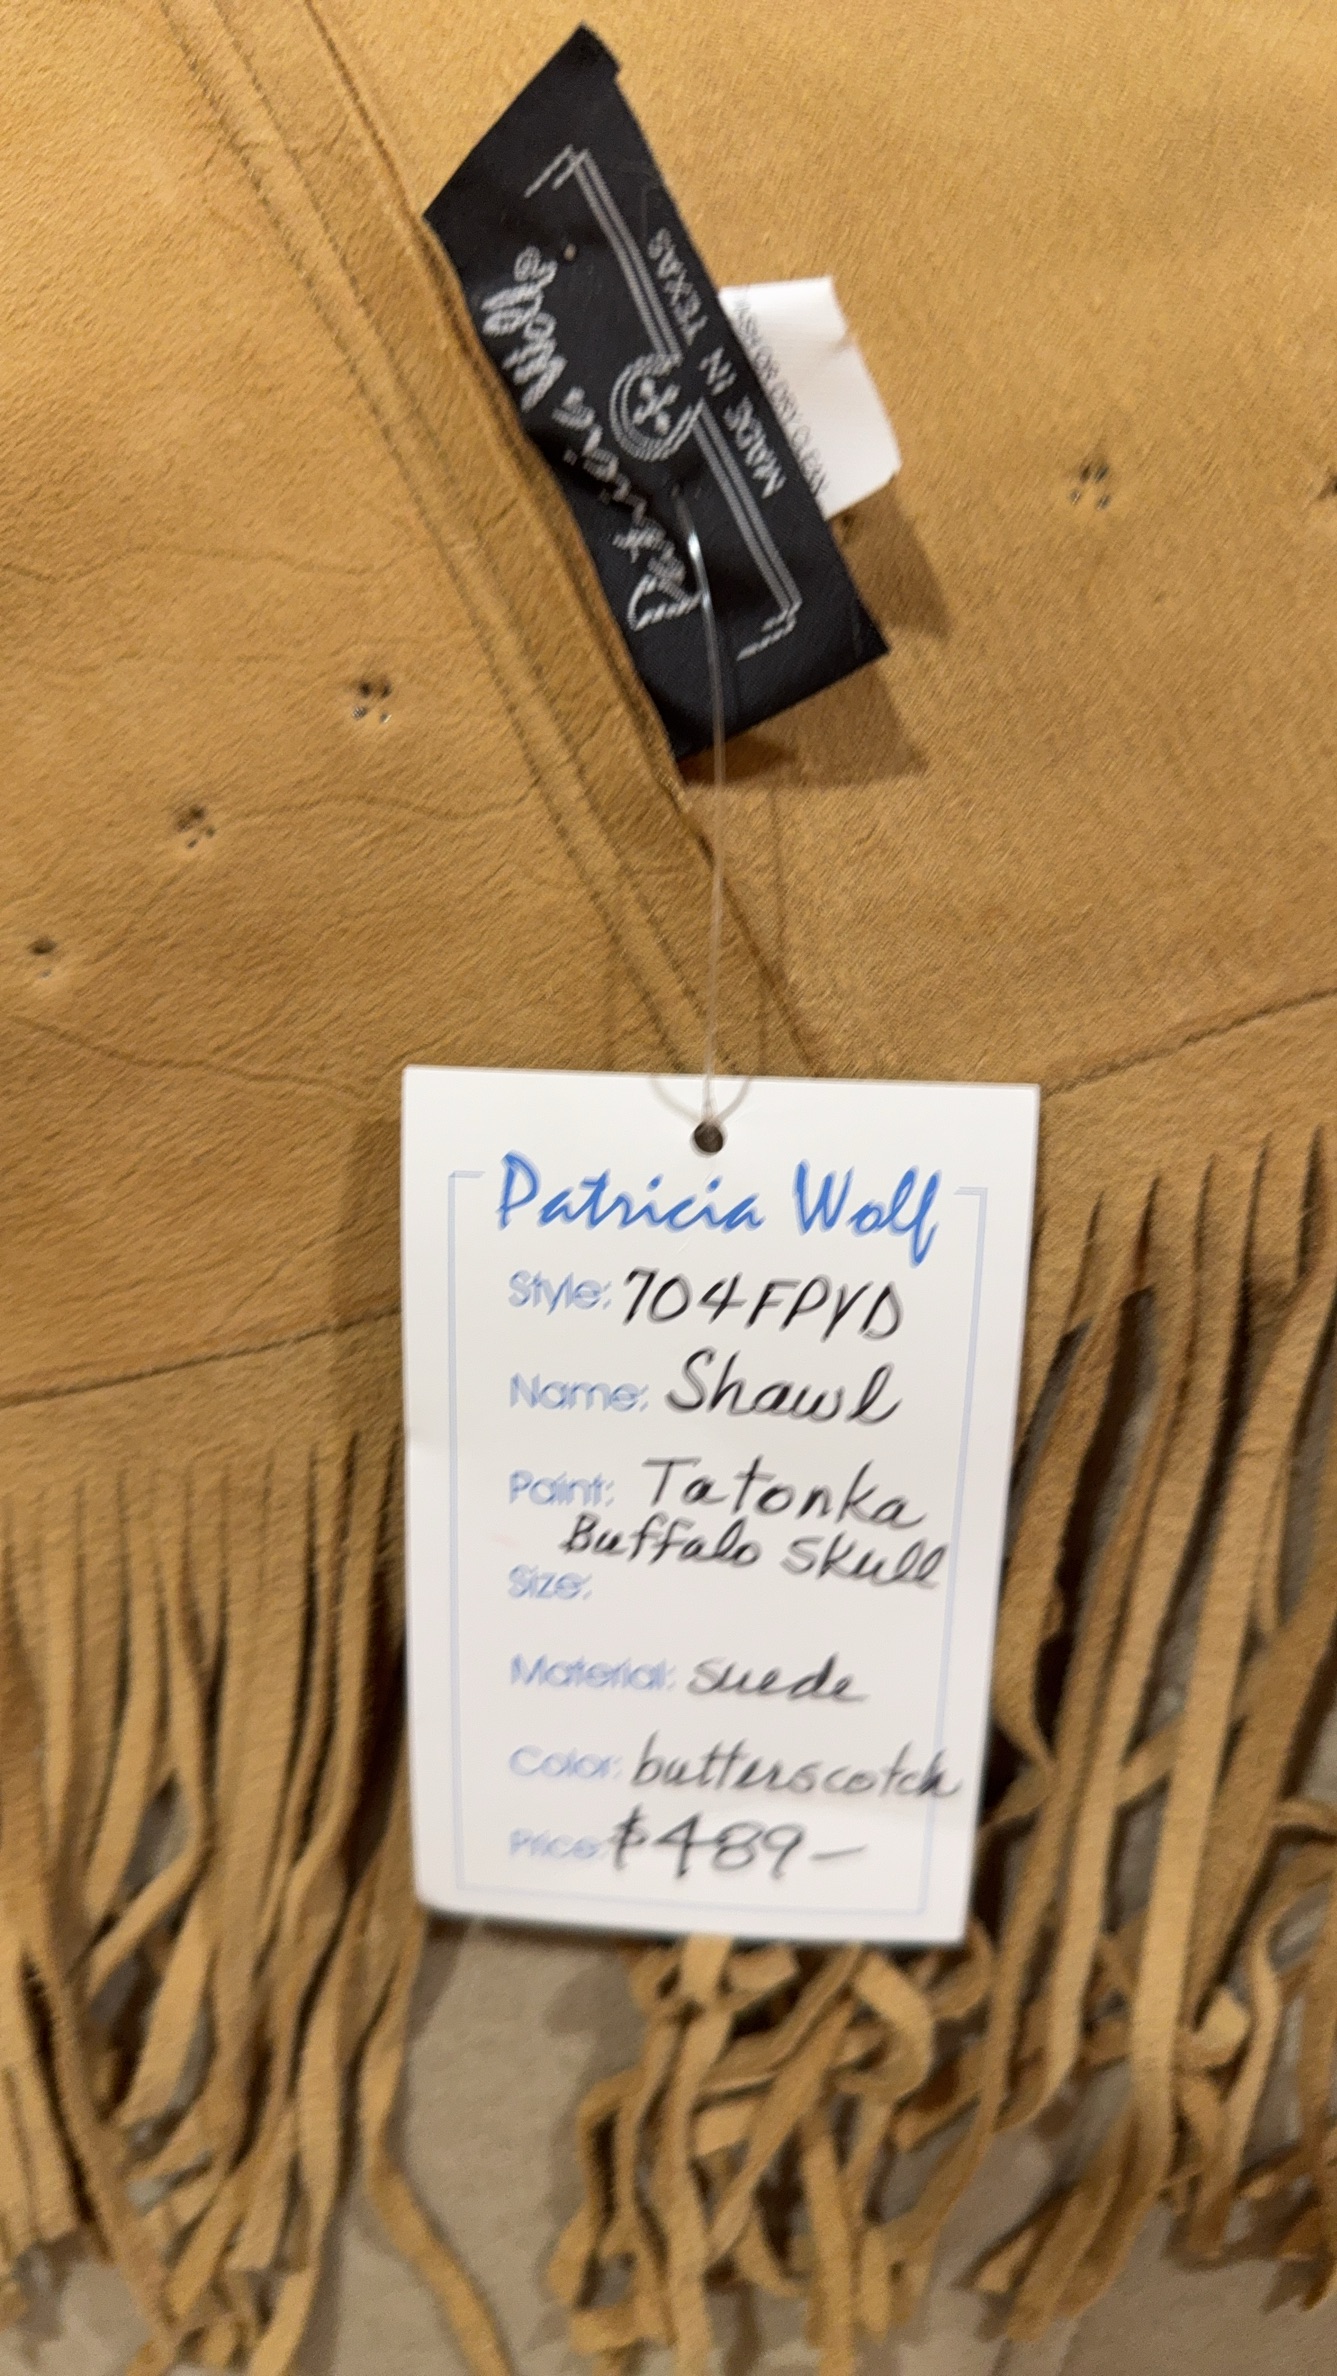 Patricia Wolf®
MADE IN TEXAS
Patricia Wolf
Style: 704FPYD
Name: Shawl
Paint: Tatonka
Buffalo Skull
Size:
Material: suede
Color: butterscotch
Price: $489-